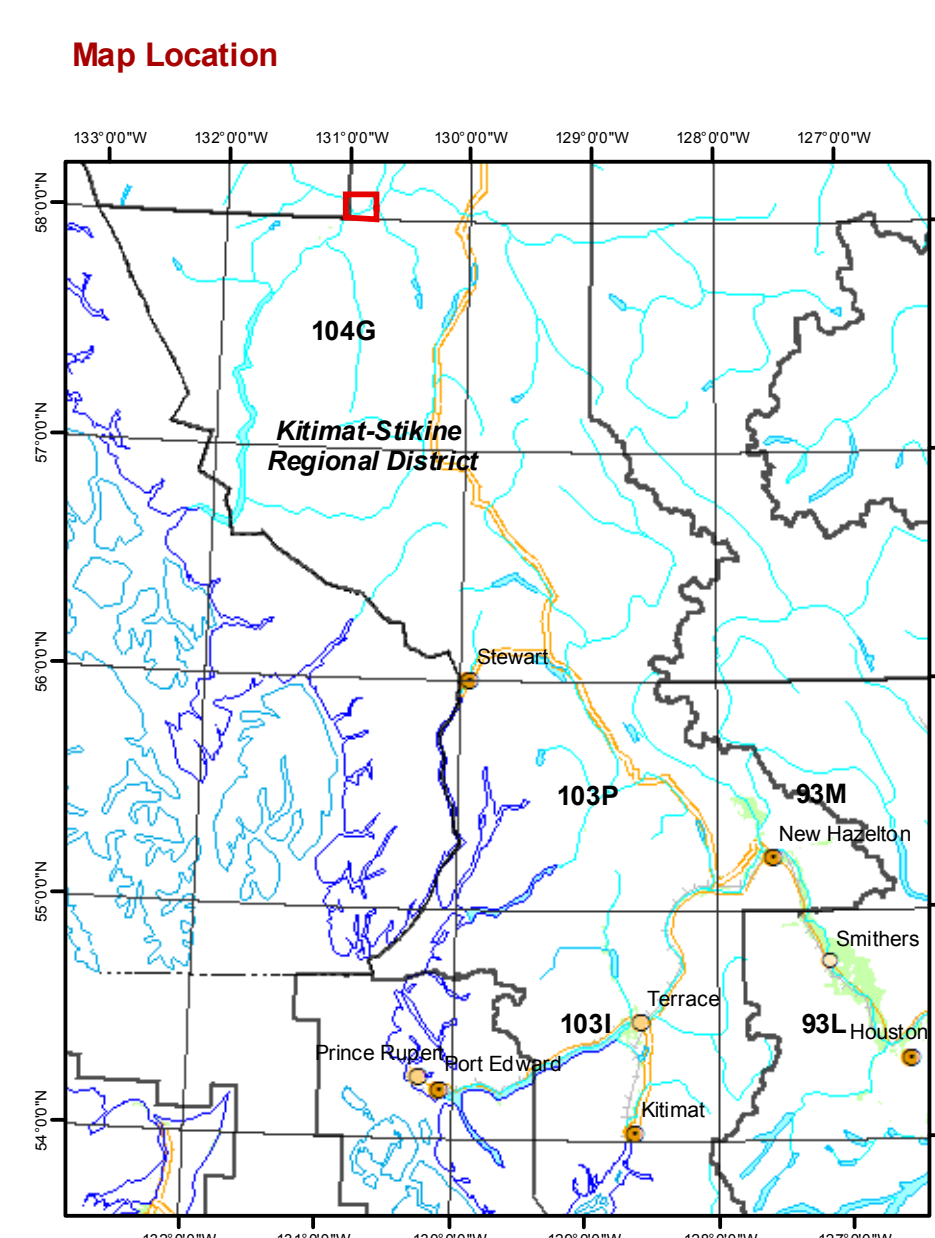 Map Location
133°0'0"W
132°0'0"W
131°0'0"W
130°0'0"W
129°0'0"W
128°0'0"W
127°0'0"W
58°0'0"N
104G
57°0'0"N
Kitimat-Stikine
Regional District
56°0'0"N
Stewart
103P
93M
New Hazelton
55°0'0"N
Smithers
Terrace
103I
93L
Houston
Prince Rupert
Port Edward
Kitimat
54°0'0"N